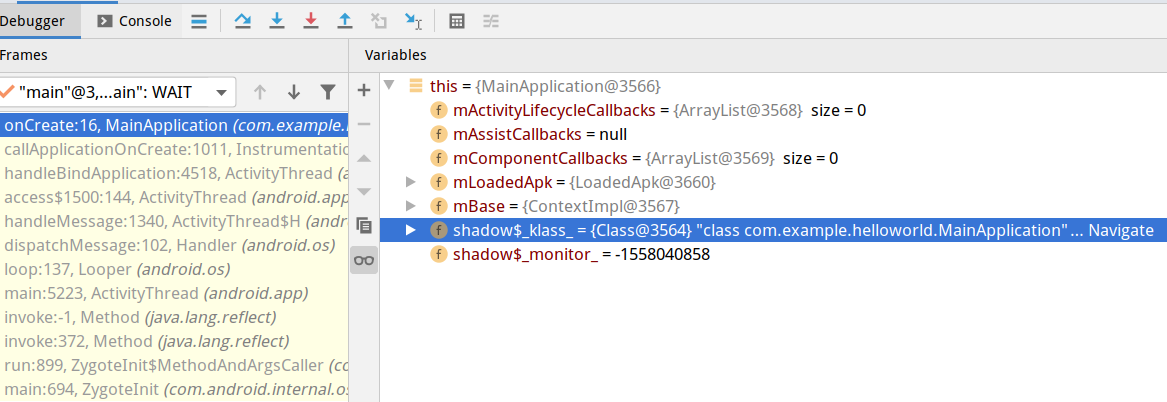 Debugger Console
Frames
Variables
"main"@3,...ain": WAIT
onCreate:16, MainApplication (com.example.
callApplicationOnCreate:1011, Instrumentatio
handleBindApplication:4518, ActivityThread (a
access$1500:144, ActivityThread (android.app
handleMessage:1340, ActivityThread$H (andro
dispatchMessage:102, Handler (android.os)
loop:137, Looper (android.os)
main:5223, ActivityThread (android.app)
invoke:-1, Method (java.lang.reflect)
invoke:372, Method (java.lang.reflect)
run:899, ZygoteInit$MethodAndArgsCaller (co
main:694, ZygoteInit (com.android.internal.os
this = {MainApplication@3566}
f mActivityLifecycleCallbacks = {ArrayList@3568} size = 0
f mAssistCallbacks = null
f mComponentCallbacks = {ArrayList@3569} size = 0
f mLoadedApk = {LoadedApk@3660}
f mBase = {ContextImpl@3567}
f shadow$_klass_ = {Class@3564} "class com.example.helloworld.MainApplication"... Navigate
f shadow$_monitor_ = -1558040858